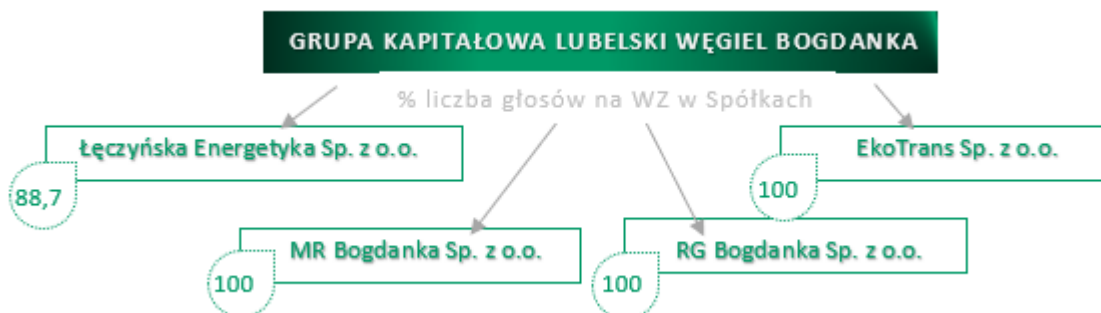 GRUPA KAPITAŁOWA LUBELSKI WĘGIEL BOGDANKA
% liczba głosów na WZ w Spółkach
Łęczyńska Energetyka Sp. z o.o.
88,7
EkoTrans Sp. z o.o.
100
MR Bogdanka Sp. z o.o.
100
RG Bogdanka Sp. z o.o.
100